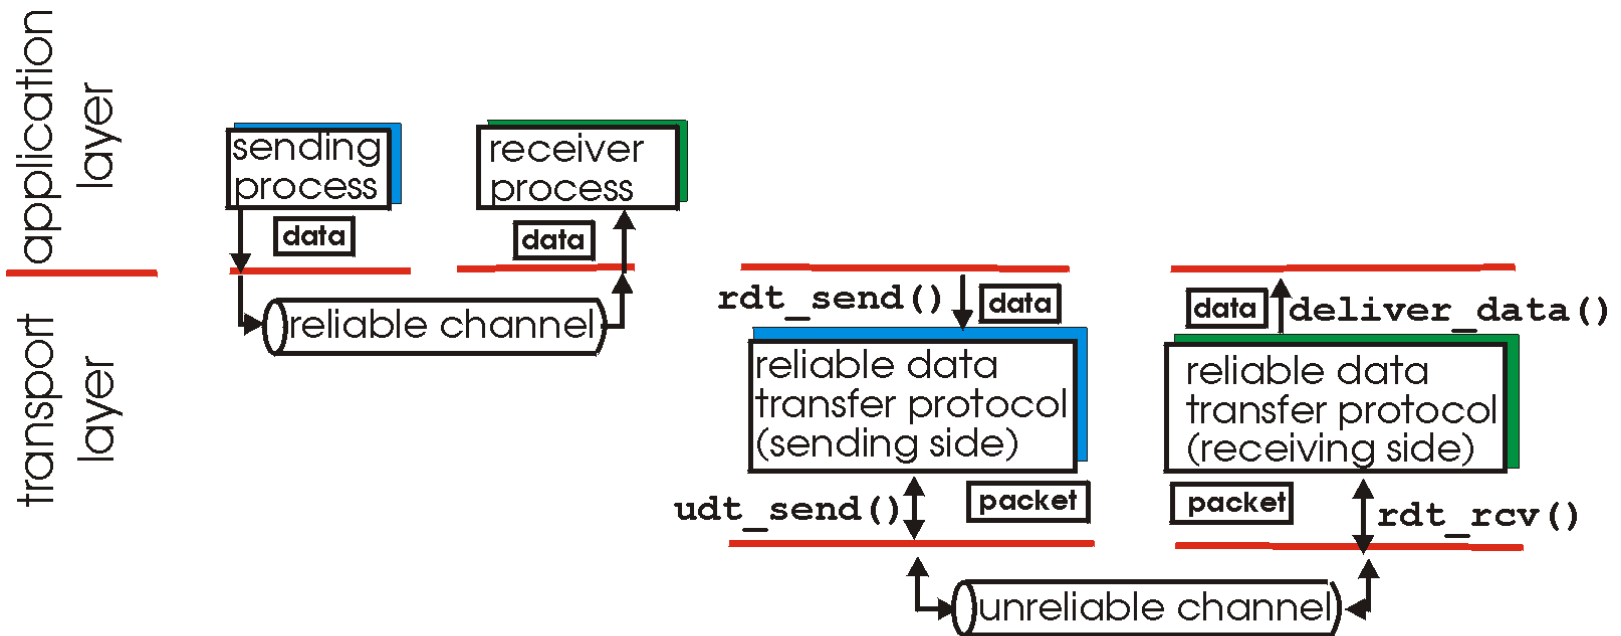 application
layer
transport
layer
sending
process
receiver
process
data
data
reliable channel
rdt_send()
data
data
deliver_data()
reliable data
transfer protocol
(sending side)
reliable data
transfer protocol
(receiving side)
udt_send()
packet
packet
rdt_rcv()
unreliable channel